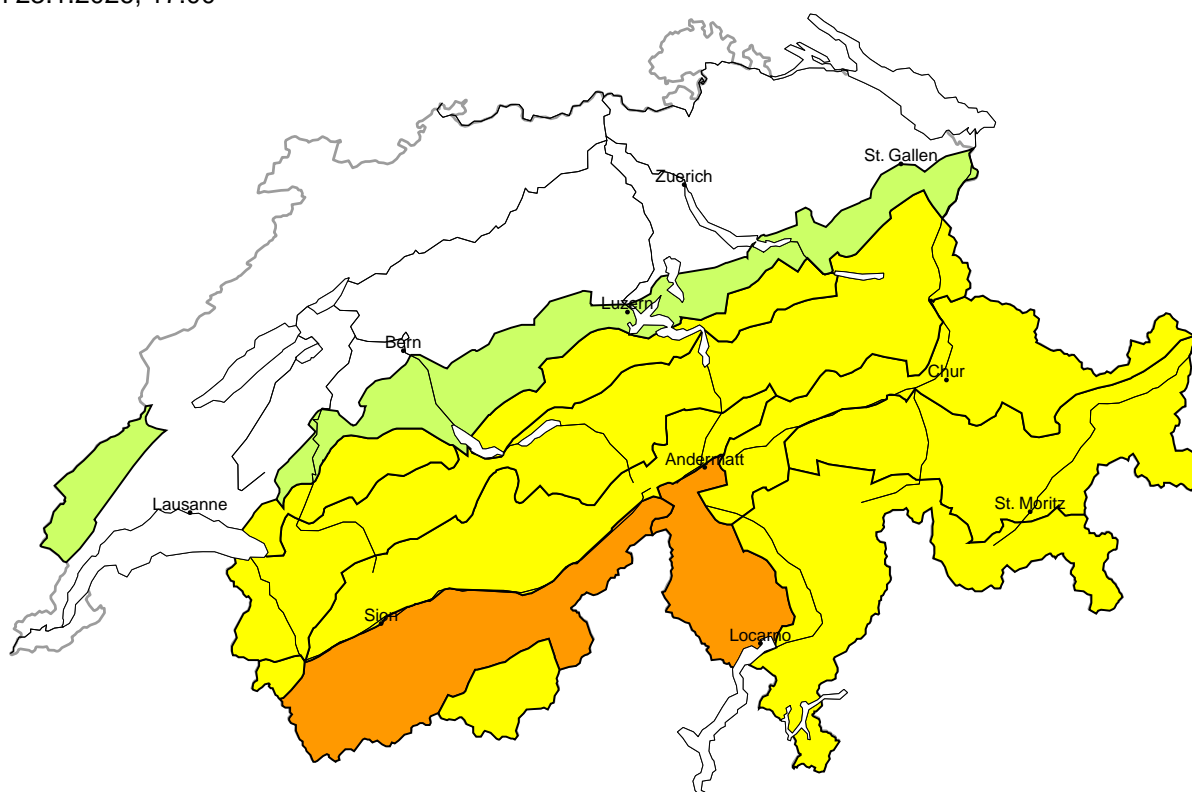 St. Gallen
Zuerich
Luzern
Bern
Chur
Andermatt
Lausanne
St. Moritz
Sion
Locarno